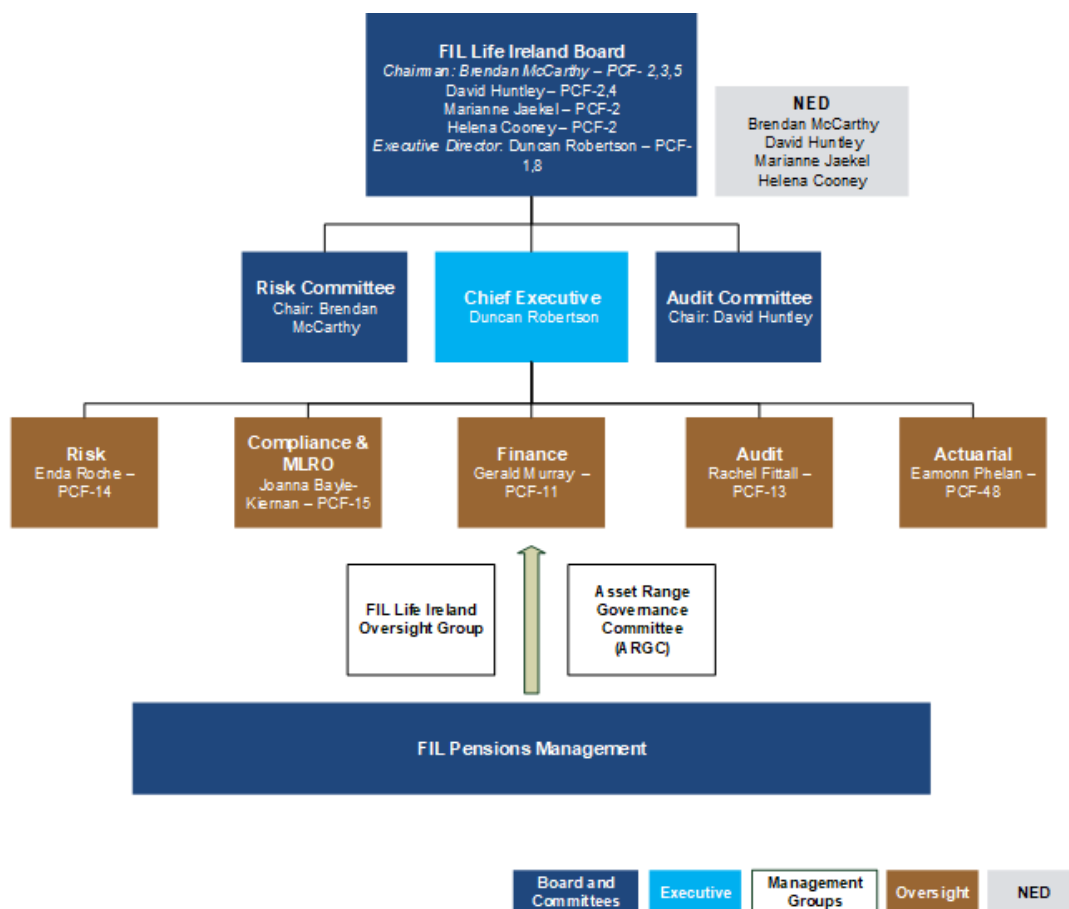 FIL Life Ireland Board
Chairman: Brendan McCarthy – PCF- 2,3,5
David Huntley – PCF-2,4
Marianne Jaekel – PCF-2
Helena Cooney – PCF-2
Executive Director: Duncan Robertson – PCF-
1,8
NED
Brendan McCarthy
David Huntley
Marianne Jaekel
Helena Cooney
Risk Committee
Chair: Brendan
McCarthy
Chief Executive
Duncan Robertson
Audit Committee
Chair: David Huntley
Risk
Enda Roche –
PCF-14
Compliance &
MLRO
Joanna Bayle-
Kiernan – PCF-15
Finance
Gerald Murray –
PCF-11
Audit
Rachel Fittall –
PCF-13
Actuarial
Eamonn Phelan –
PCF-48
FIL Life Ireland
Oversight Group
Asset Range
Governance
Committee
(ARGC)
FIL Pensions Management
Board and
Committees
Executive
Management
Groups
Oversight
NED